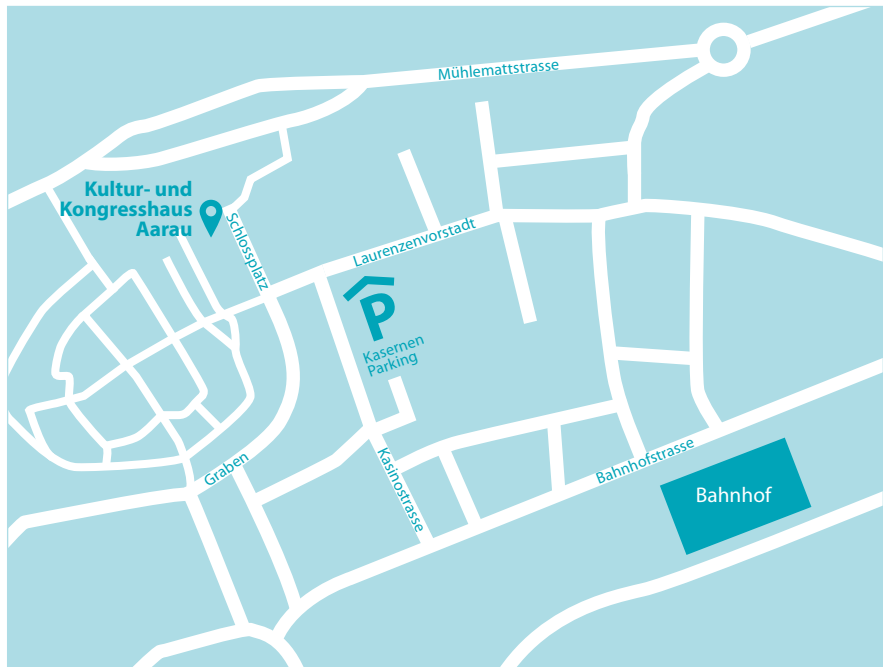 Mühlemattstrasse
Kultur- und
Kongresshaus
Aarau
Schlossplatz
Laurenzenvorstadt
P
Kasernen
Parking
Graben
Kasinostrasse
Bahnhofstrasse
Bahnhof